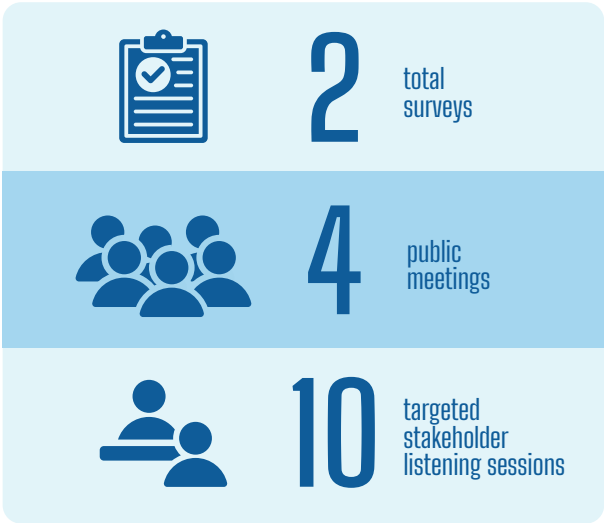 2
total
surveys
4
public
meetings
10
targeted
stakeholder
listening sessions